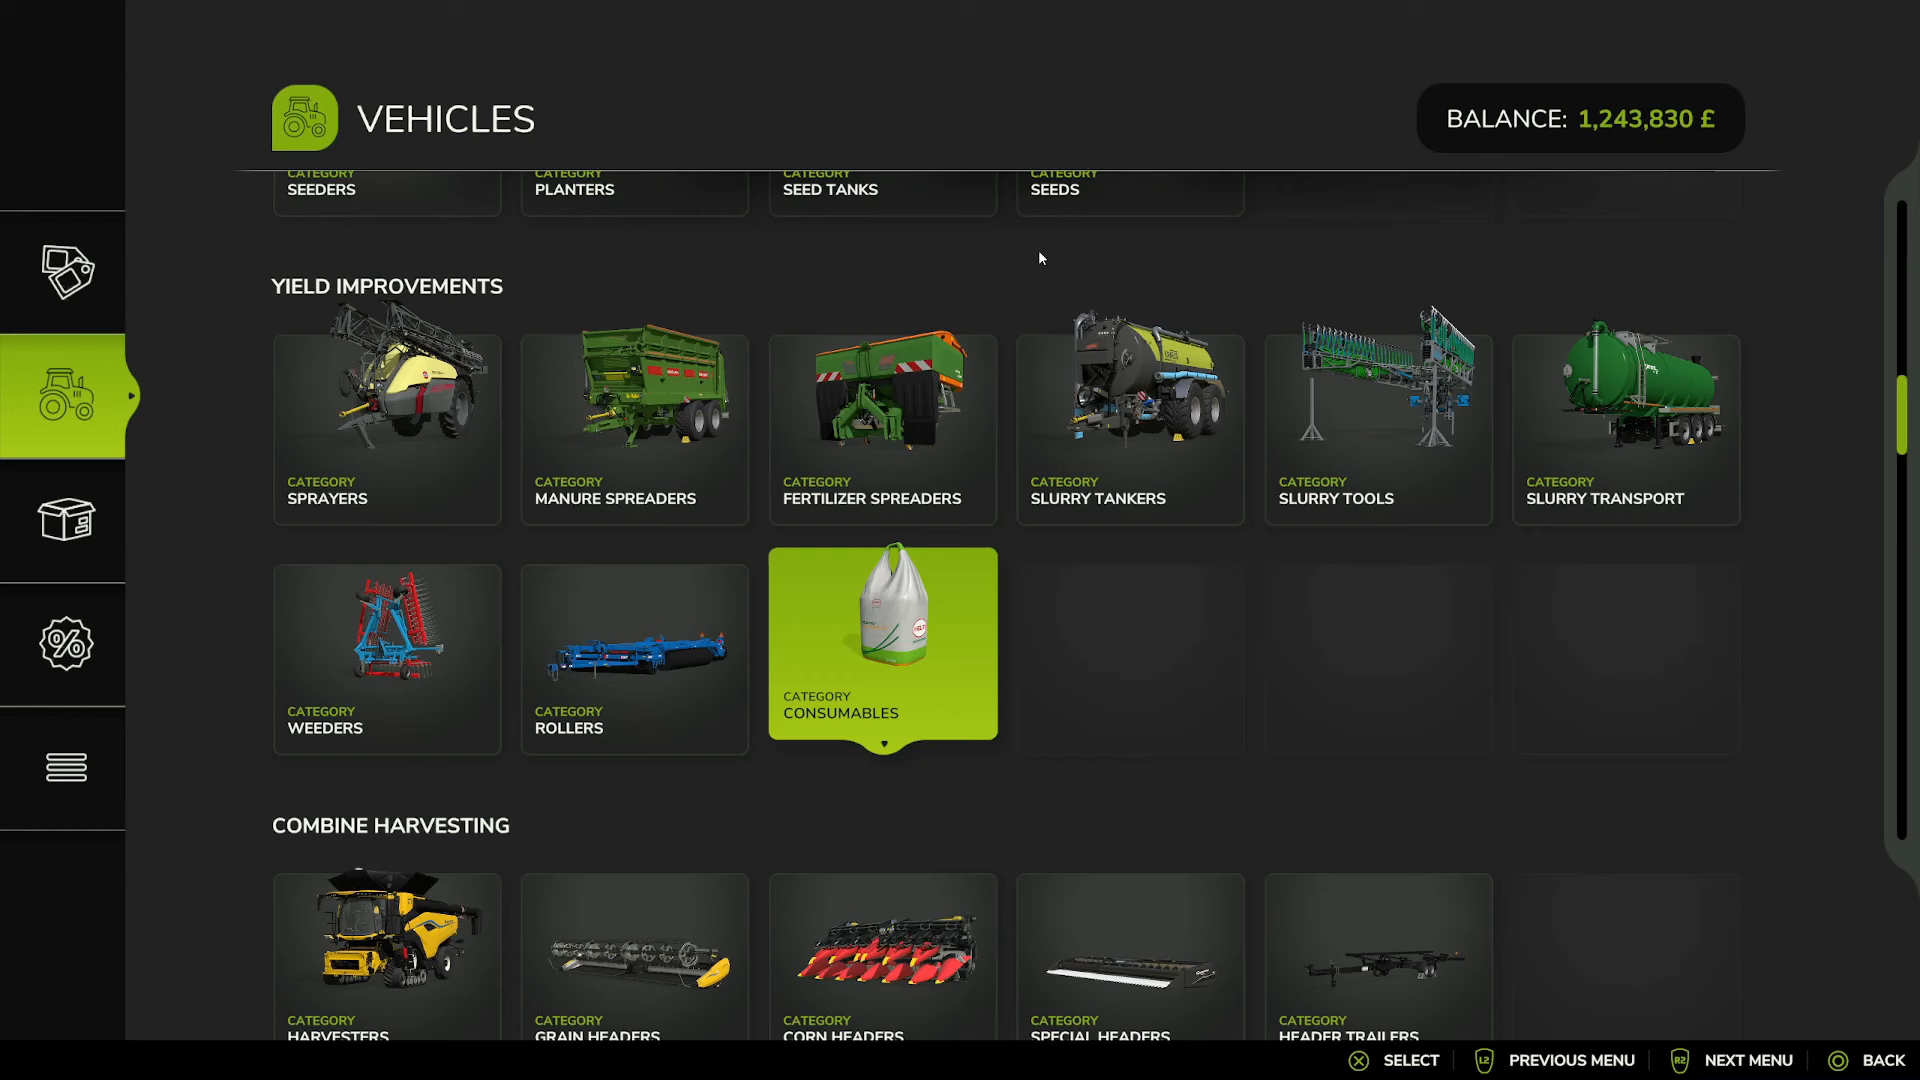 VEHICLES
BALANCE: 1,243,830 £
CATEGORY CATEGORY CATEGORY CATEGORY
SEEDERS PLANTERS SEED TANKS SEEDS
YIELD IMPROVEMENTS
CATEGORY CATEGORY CATEGORY CATEGORY CATEGORY CATEGORY
SPRAYERS MANURE SPREADERS FERTILIZER SPREADERS SLURRY TANKERS SLURRY TOOLS SLURRY TRANSPORT
CATEGORY CATEGORY CATEGORY
WEEDERS ROLLERS CONSUMABLES
COMBINE HARVESTING
CATEGORY CATEGORY CATEGORY CATEGORY CATEGORY
HARVESTERS GRAIN HEADERS CORN HEADERS SPECIAL HEADERS HEADER TRAILERS
SELECT L2 PREVIOUS MENU R2 NEXT MENU BACK